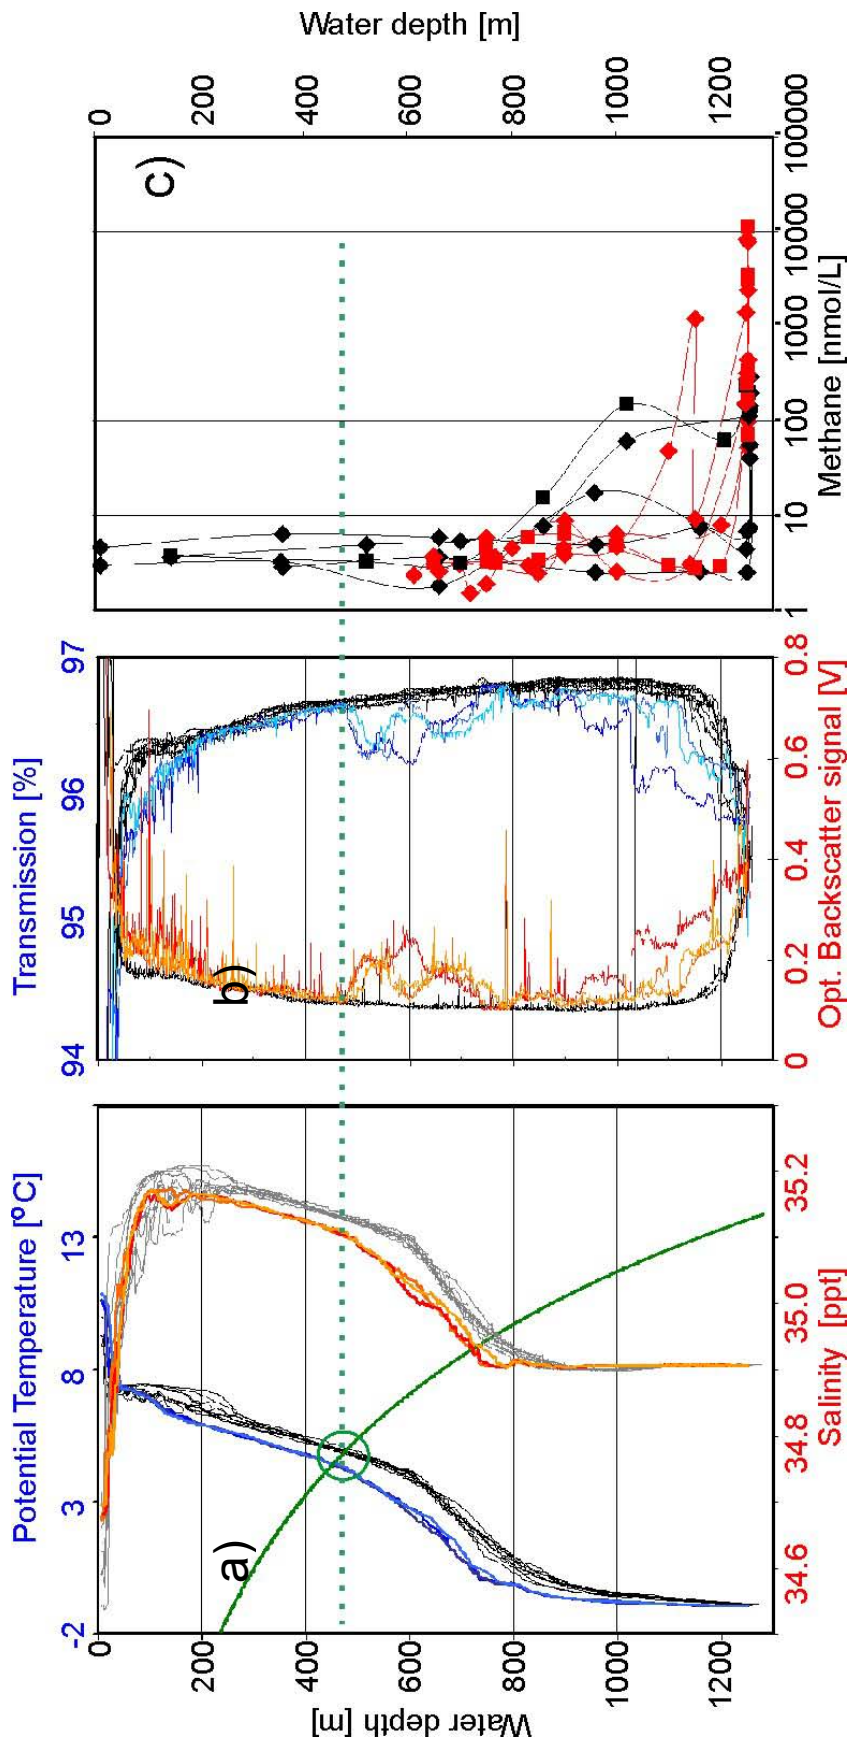 Potential Temperature [ºC]
-2 3 8 13
Transmission [%]
94 95 96 97
Water depth [m]
0 200 400 600 800 1000 1200
a)
b)
c)
0 200 400 600 800 1000 1200
Water depth [m]
34.6 34.8 35.0 35.2
Salinity [ppt]
0 0.2 0.4 0.6 0.8
Opt. Backscatter signal [V]
1 10 100 1000 10000 100000
Methane [nmol/L]